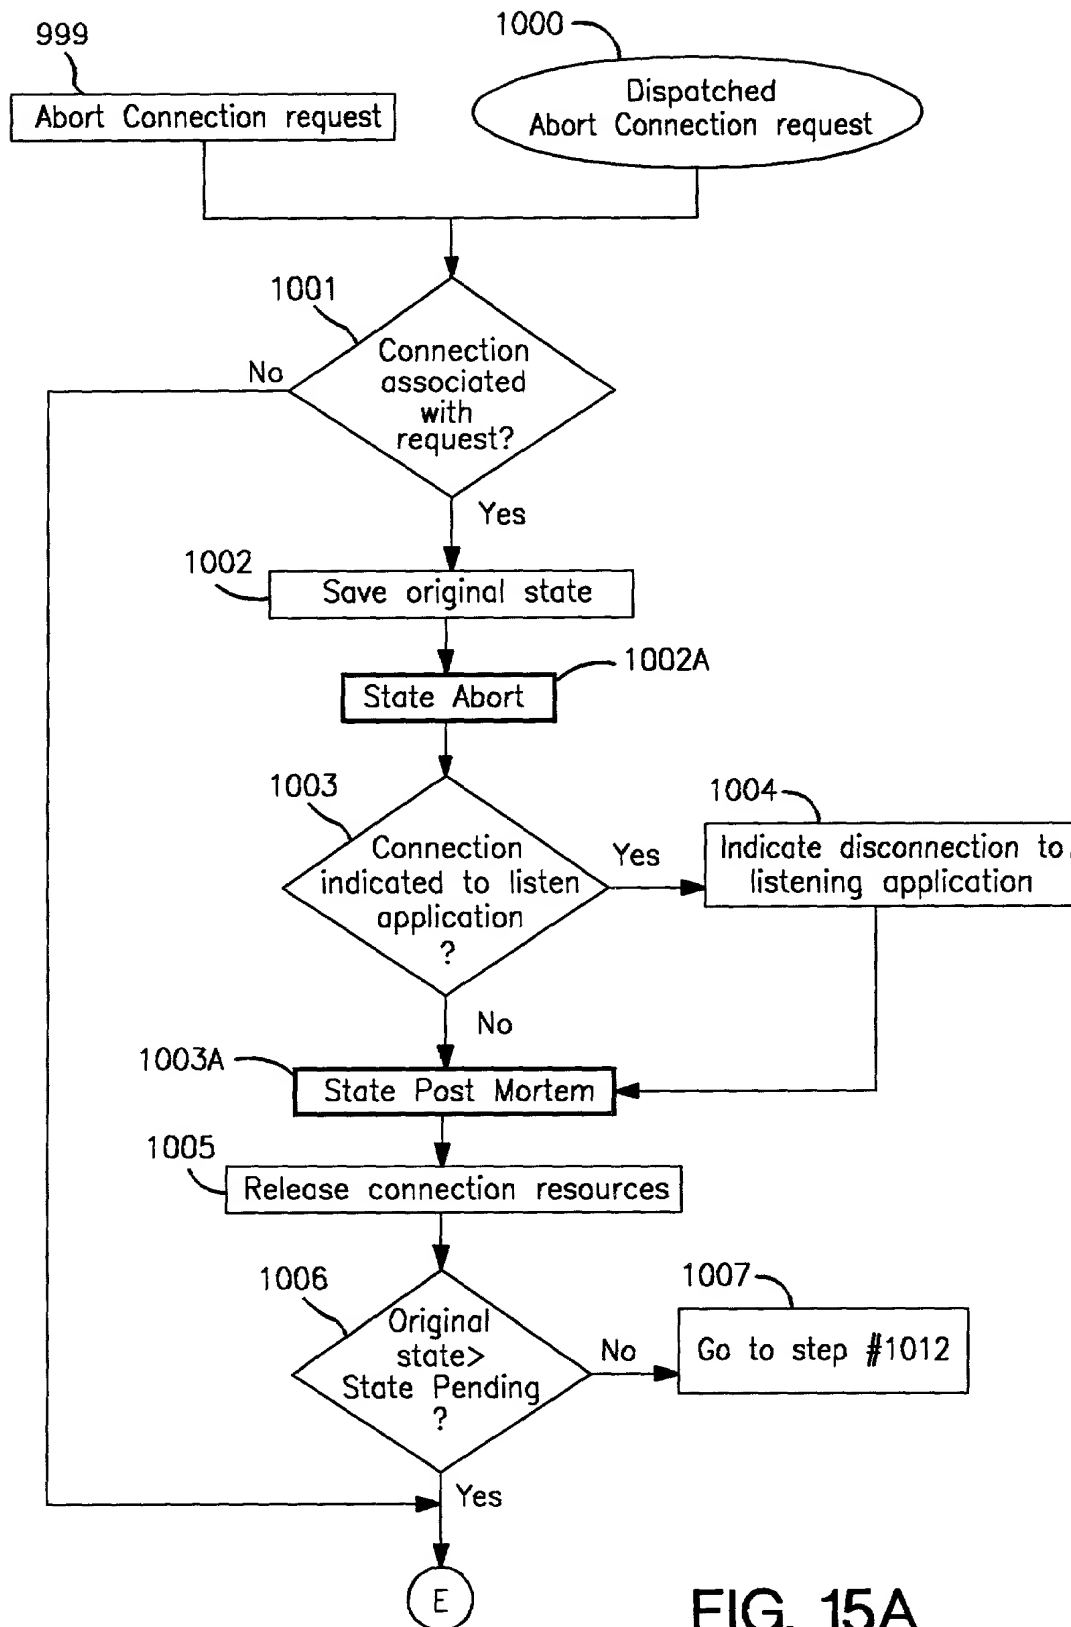 999
1000
Abort Connection request
Dispatched
Abort Connection request
1001
Connection
associated
with
request?
No
Yes
1002
Save original state
1002A
State Abort
1003
Connection
indicated to listen
application
?
Yes
1004
Indicate disconnection to
listening application
No
1003A
State Post Mortem
1005
Release connection resources
1006
Original
state>
State Pending
?
No
1007
Go to step #1012
Yes
E
FIG. 15A